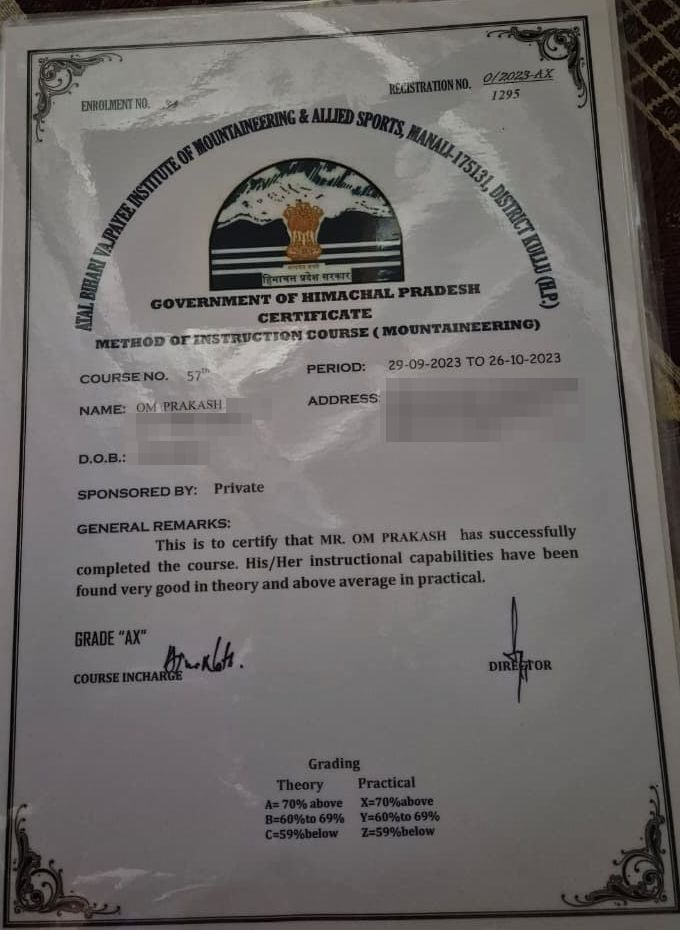 ENROLMENT NO.
REGISTRATION NO. 0/2023-AX
1295
ATAL BIHARI VAJPAYEE INSTITUTE OF MOUNTAINEERING & ALLIED SPORTS, MANALI-175131, DISTRICT KULLU (H.P.)
हिमाचल प्रदेश सरकार
GOVERNMENT OF HIMACHAL PRADESH
CERTIFICATE
METHOD OF INSTRUCTION COURSE ( MOUNTAINEERING)
COURSE NO. 57th PERIOD: 29-09-2023 TO 26-10-2023
NAME: OM PRAKASH ADDRESS:
D.O.B.:
SPONSORED BY: Private
GENERAL REMARKS:
This is to certify that MR. OM PRAKASH has successfully
completed the course. His/Her instructional capabilities have been
found very good in theory and above average in practical.
GRADE "AX"
COURSE INCHARGE DIRECTOR
Grading
Theory Practical
A= 70% above X=70%above
B=60%to 69% Y=60%to 69%
C=59%below Z=59%below